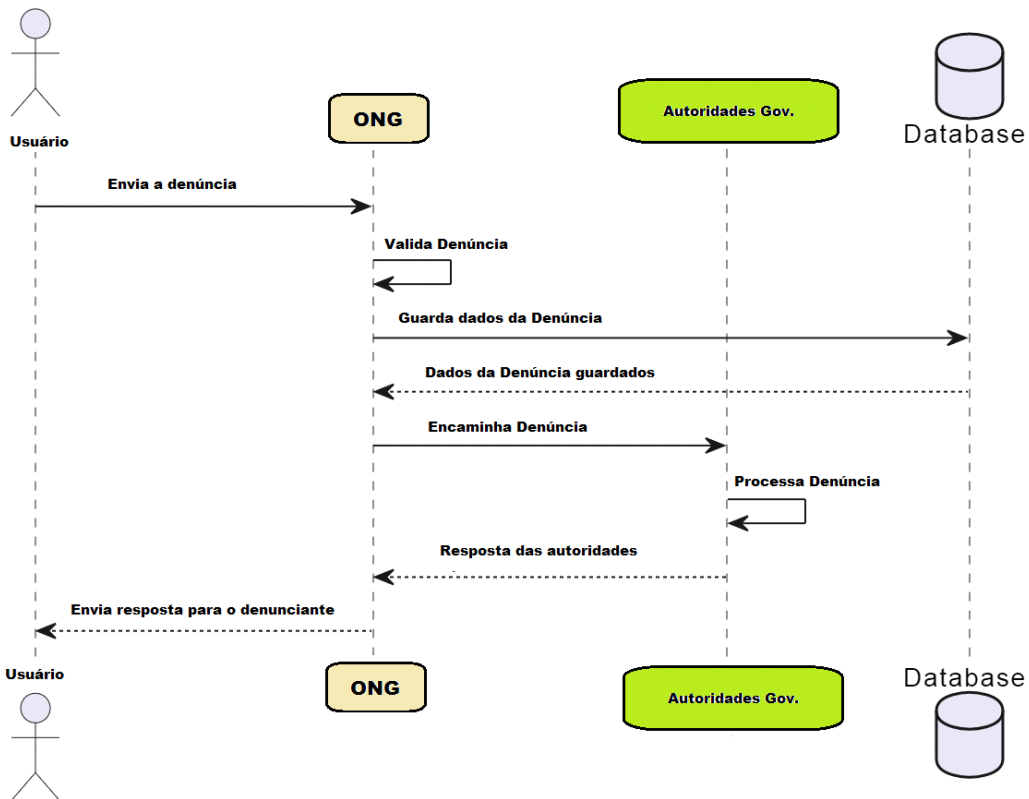 Usuário
ONG
Autoridades Gov.
Database
Envia a denúncia
Valida Denúncia
Guarda dados da Denúncia
Dados da Denúncia guardados
Encaminha Denúncia
Processa Denúncia
Resposta das autoridades
Envia resposta para o denunciante
Usuário
ONG
Autoridades Gov.
Database